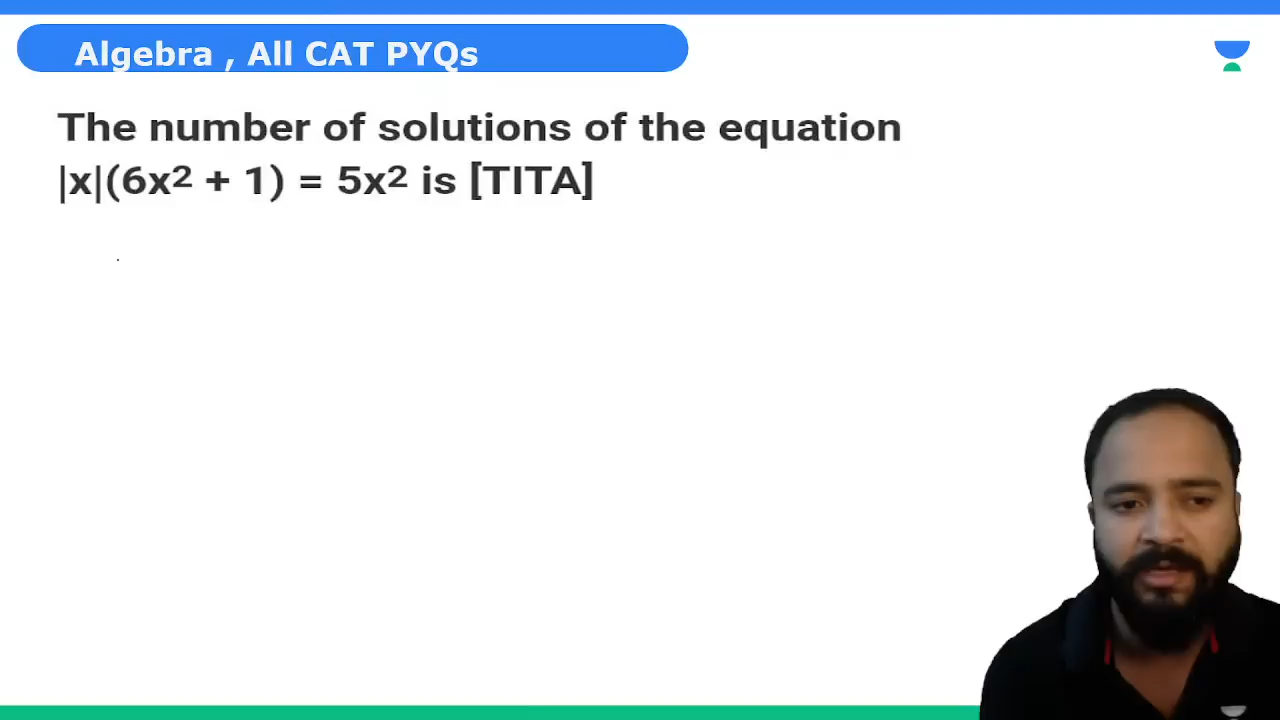 Algebra , All CAT PYQs
The number of solutions of the equation
|x|(6x² + 1) = 5x² is [TITA]